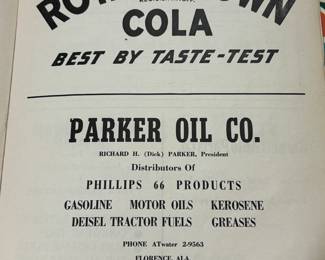 COLA
BEST BY TASTE-TEST
PARKER OIL CO.
RICHARD H. (Dick) PARKER, President
Distributors Of
PHILLIPS 66 PRODUCTS
GASOLINE MOTOR OILS KEROSENE
DEISEL TRACTOR FUELS GREASES
PHONE ATwater 2-9563
FLORENCE, ALA.